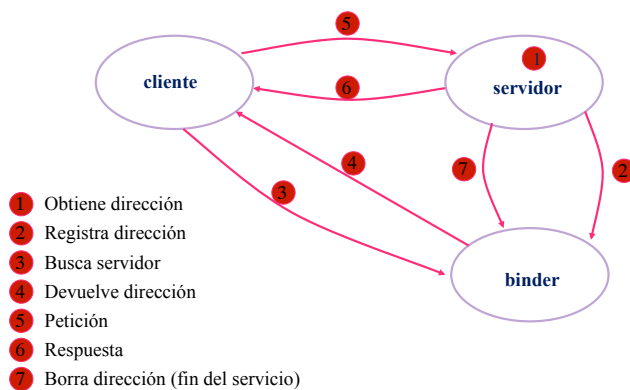 5
1
cliente
servidor
6
4
7
2
3
1 Obtiene dirección
2 Registra dirección
3 Busca servidor
4 Devuelve dirección
binder
5 Petición
6 Respuesta
7 Borra dirección (fin del servicio)